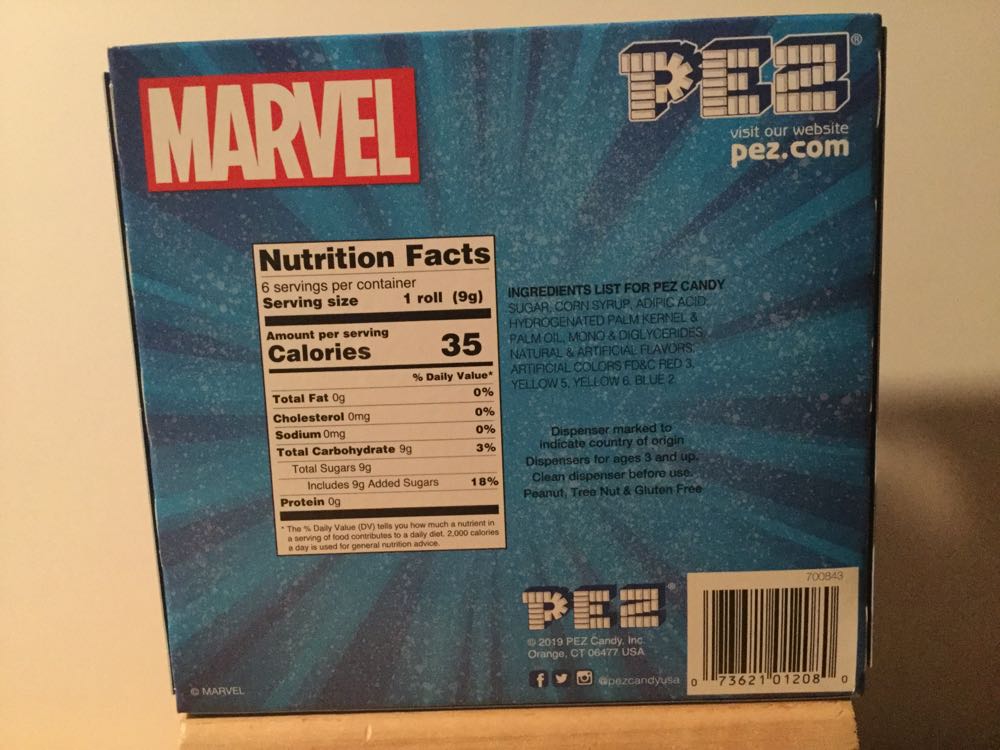 MARVEL
PEZ®
visit our website
pez.com
Nutrition Facts
6 servings per container
Serving size 1 roll (9g)
Amount per serving
Calories 35
% Daily Value*
Total Fat 0g 0%
Cholesterol 0mg 0%
Sodium 0mg 0%
Total Carbohydrate 9g 3%
Total Sugars 9g
Includes 9g Added Sugars 18%
Protein 0g
* The % Daily Value (DV) tells you how much a nutrient in
a serving of food contributes to a daily diet. 2,000 calories
a day is used for general nutrition advice.
INGREDIENTS LIST FOR PEZ CANDY
SUGAR, CORN SYRUP, ADIPIC ACID,
HYDROGENATED PALM KERNEL &
PALM OIL, MONO & DIGLYCERIDES,
NATURAL & ARTIFICIAL FLAVORS,
ARTIFICIAL COLORS FD&C RED 3,
YELLOW 5, YELLOW 6, BLUE 2.
Dispenser marked to
indicate country of origin
Dispensers for ages 3 and up.
Clean dispenser before use.
Peanut, Tree Nut & Gluten Free
PEZ®
© 2019 PEZ Candy, Inc.
Orange, CT 06477 USA
@pezcandyusa
700843
0 73621 01208 0
© MARVEL